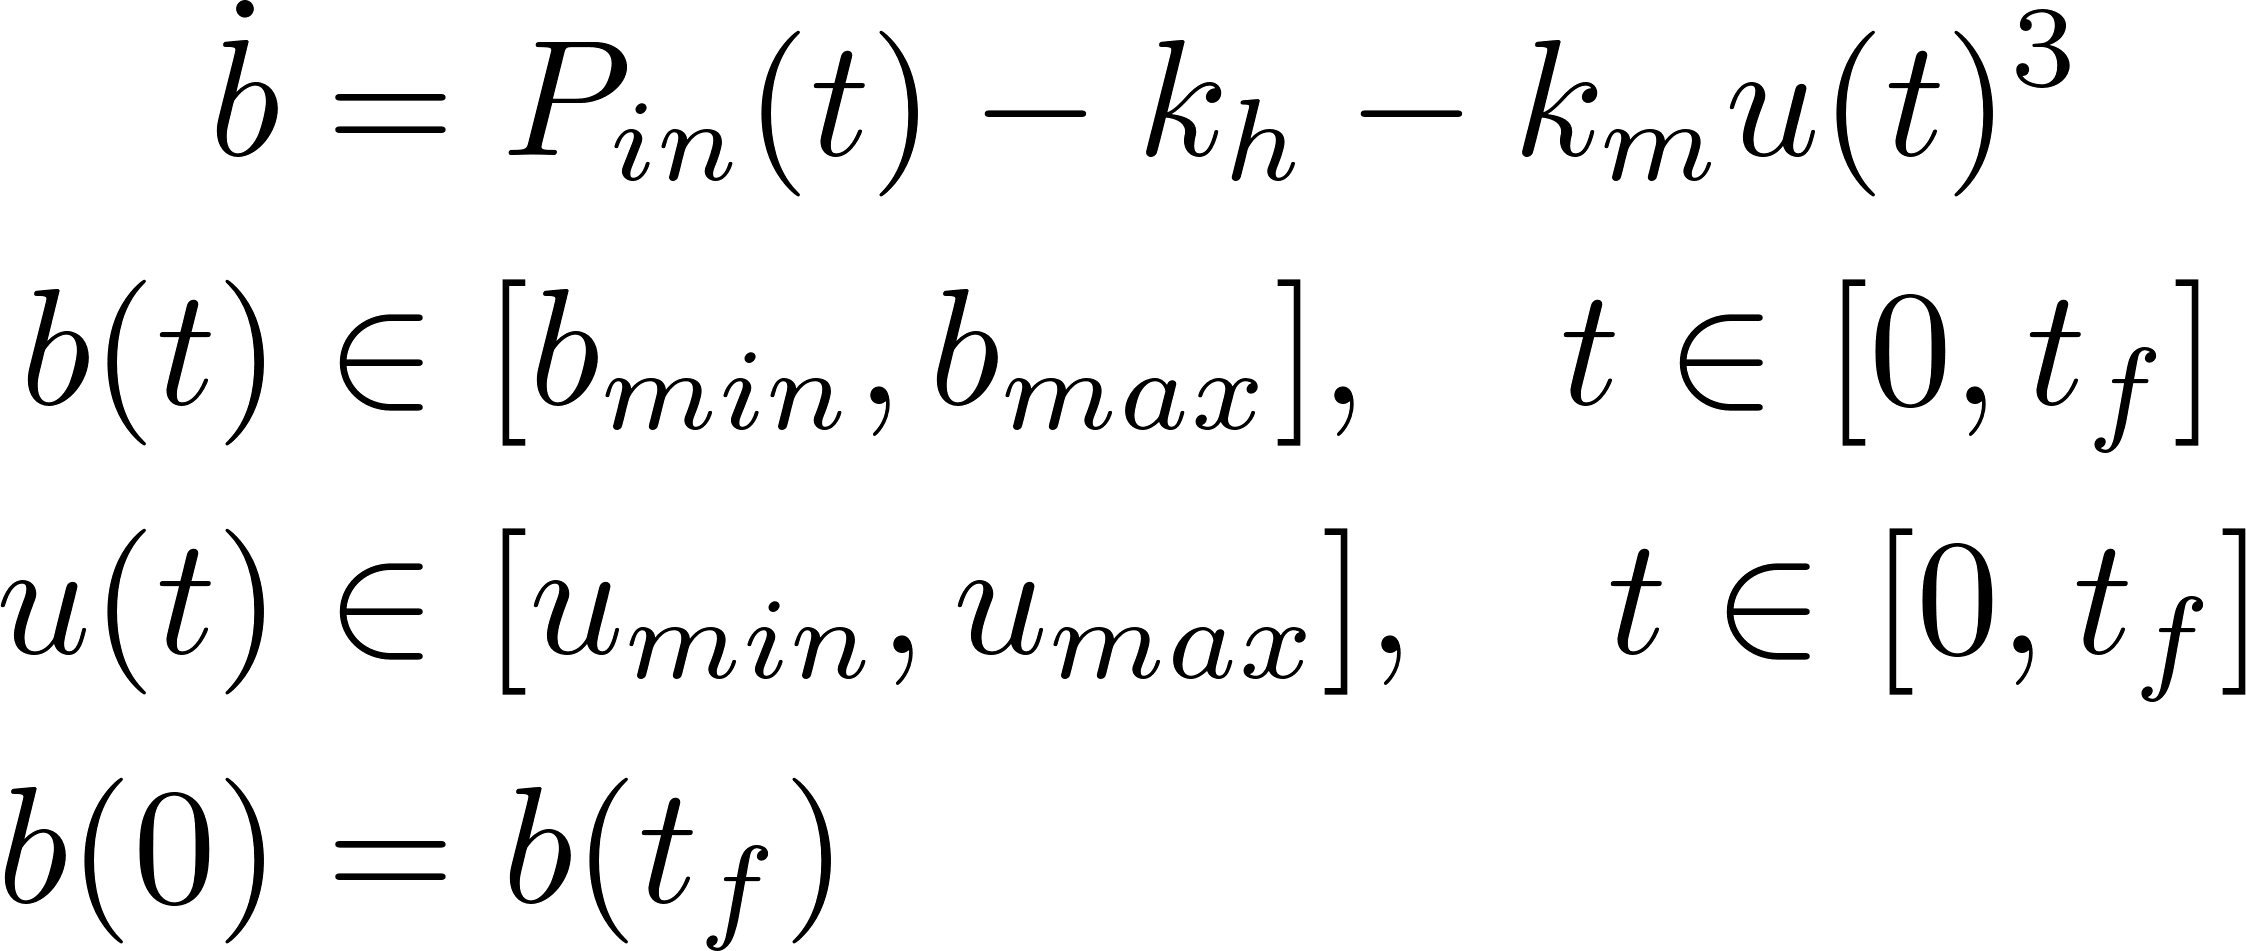 ḃ = P_{in}(t) − k_h − k_m u(t)^3
b(t) ∈ [b_{min}, b_{max}], t ∈ [0, t_f]
u(t) ∈ [u_{min}, u_{max}], t ∈ [0, t_f]
b(0) = b(t_f)